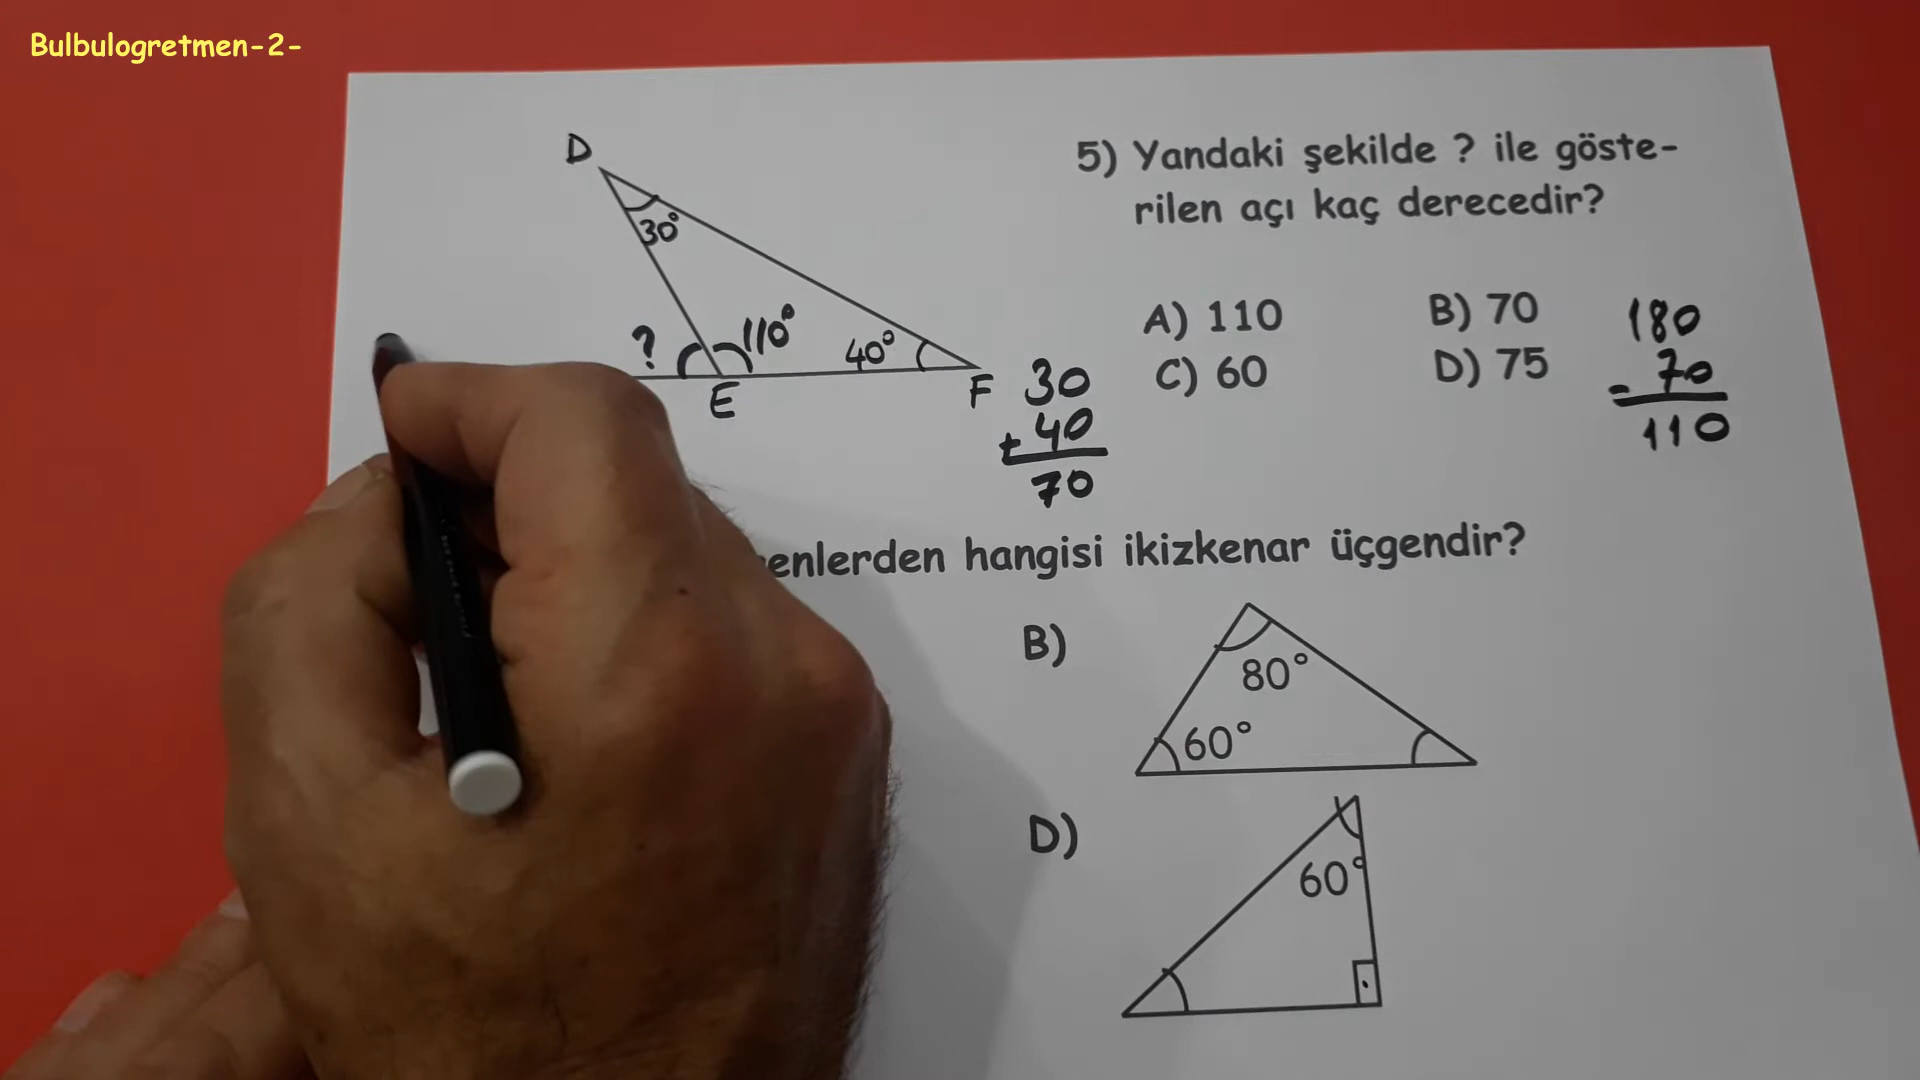 Bulbulogretmen-2-
D
30°
? 110° 40°
E F
5) Yandaki şekilde ? ile göste-
rilen açı kaç derecedir?
A) 110 B) 70
C) 60 D) 75
30
+ 40
70
180
- 70
110
hangisi ikizkenar üçgendir?
B)
80°
60°
D)
60°